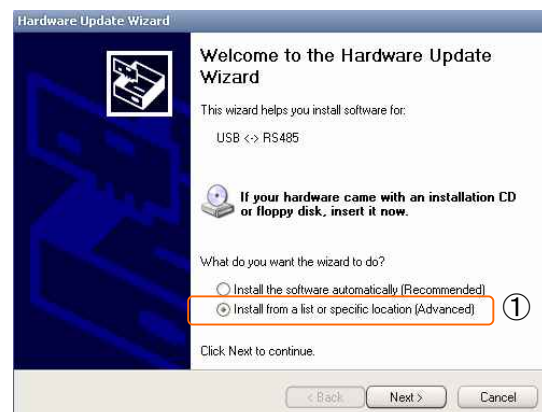 Hardware Update Wizard
Welcome to the Hardware Update
Wizard
This wizard helps you install software for:
USB <-> RS485
If your hardware came with an installation CD
or floppy disk, insert it now.
What do you want the wizard to do?
Install the software automatically (Recommended)
Install from a list or specific location (Advanced)
①
Click Next to continue.
< Back
Next >
Cancel